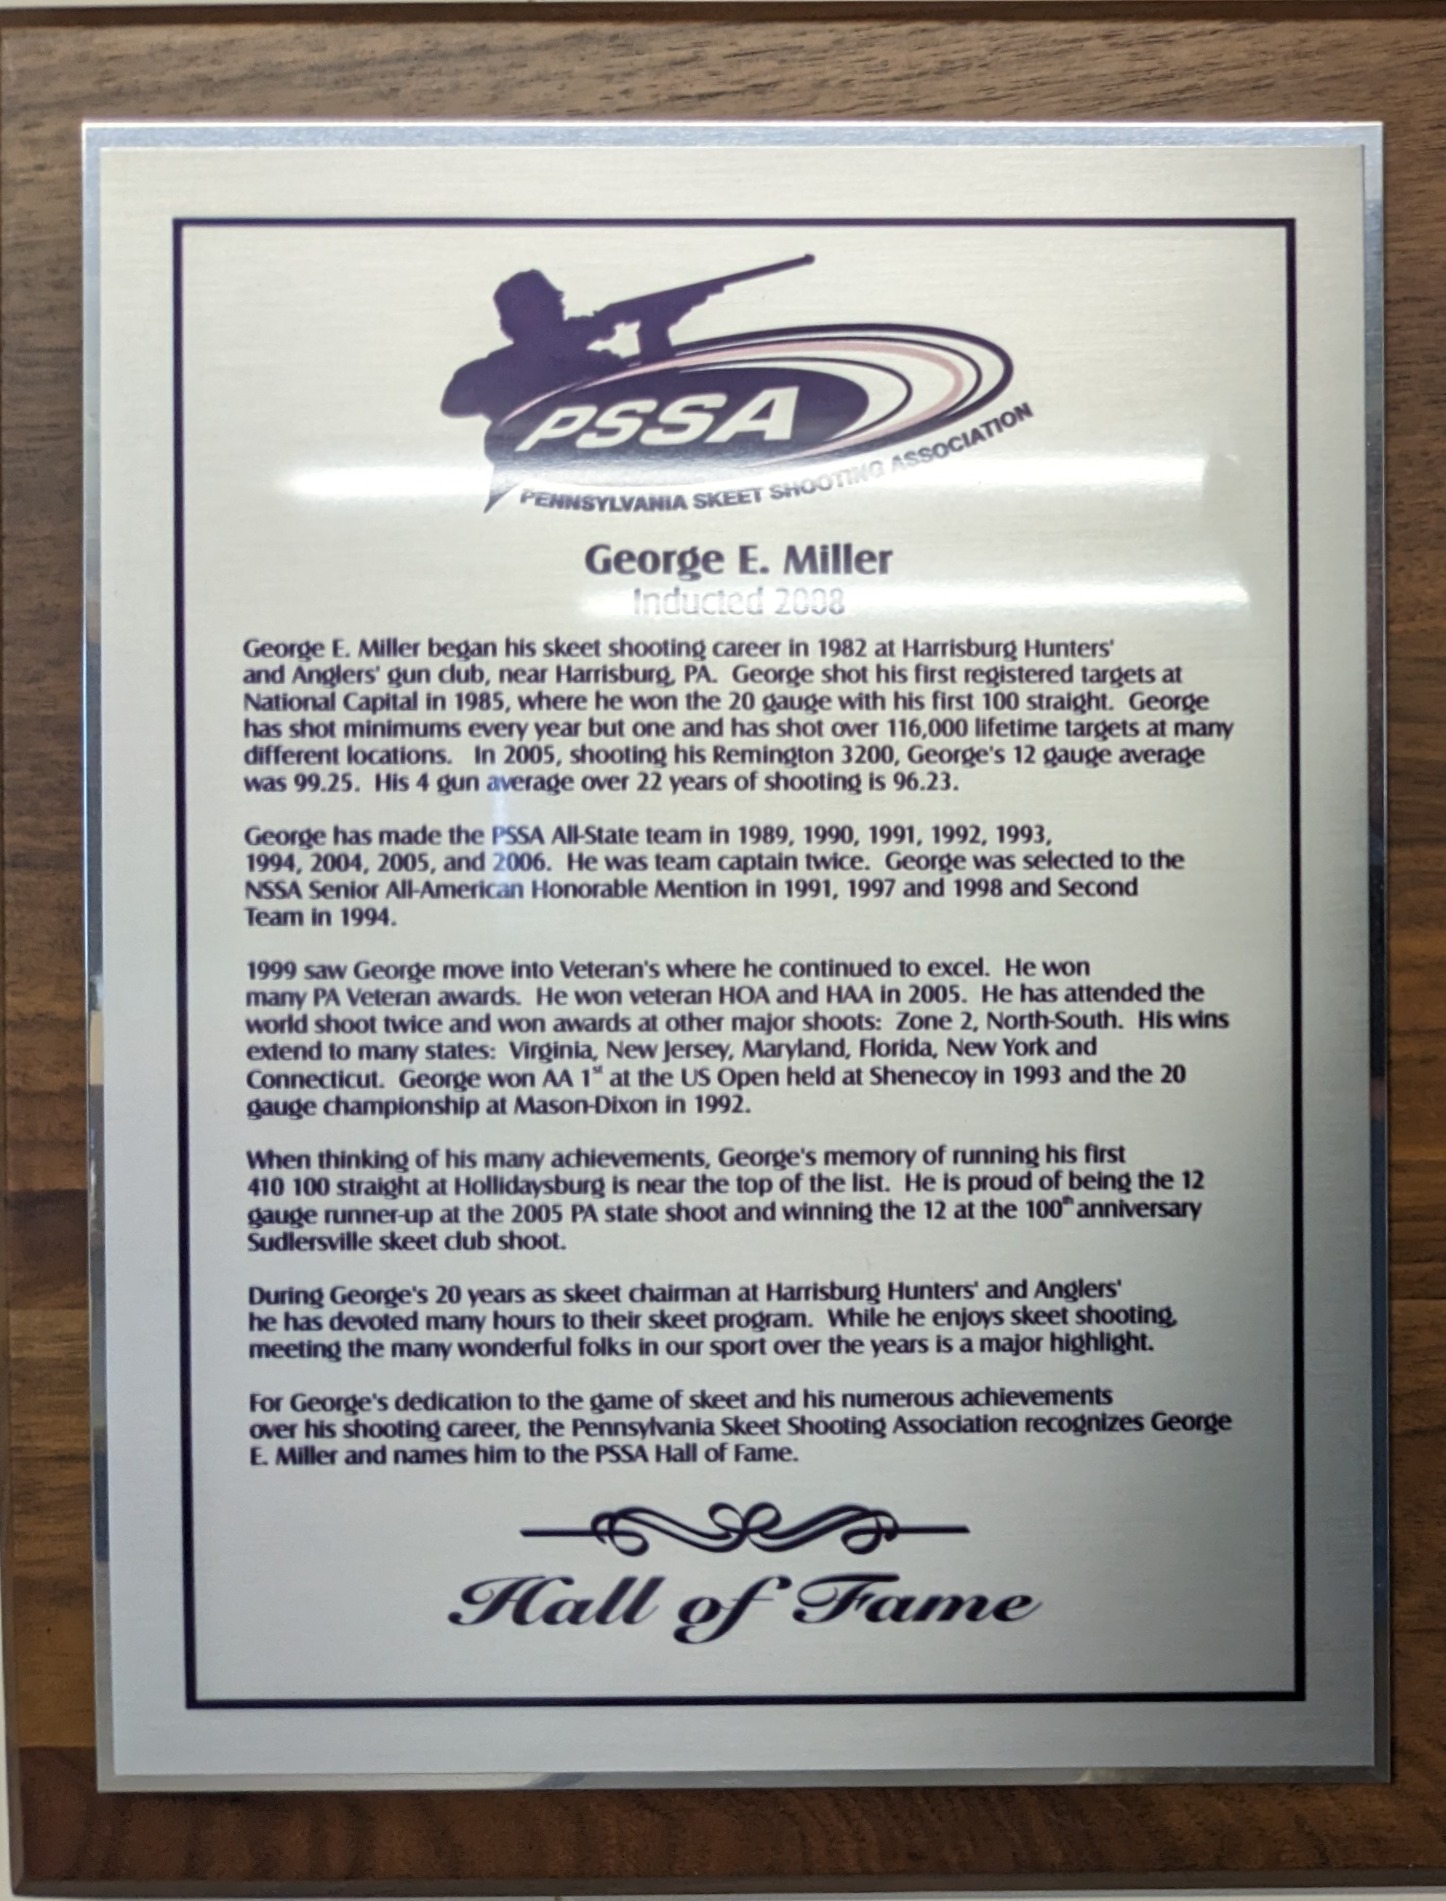 PSSA
PENNSYLVANIA SKEET SHOOTING ASSOCIATION
George E. Miller
Inducted 2008
George E. Miller began his skeet shooting career in 1982 at Harrisburg Hunters'
and Anglers' gun club, near Harrisburg, PA.  George shot his first registered targets at
National Capital in 1985, where he won the 20 gauge with his first 100 straight.  George
has shot minimums every year but one and has shot over 116,000 lifetime targets at many
different locations.   In 2005, shooting his Remington 3200, George's 12 gauge average
was 99.25.  His 4 gun average over 22 years of shooting is 96.23.
George has made the PSSA All-State team in 1989, 1990, 1991, 1992, 1993,
1994, 2004, 2005, and 2006.  He was team captain twice.  George was selected to the
NSSA Senior All-American Honorable Mention in 1991, 1997 and 1998 and Second
Team in 1994.
1999 saw George move into Veteran's where he continued to excel.  He won
many PA Veteran awards.  He won veteran HOA and HAA in 2005.  He has attended the
world shoot twice and won awards at other major shoots:  Zone 2, North-South.  His wins
extend to many states:  Virginia, New Jersey, Maryland, Florida, New York and
Connecticut.  George won AA 1st at the US Open held at Shenecoy in 1993 and the 20
gauge championship at Mason-Dixon in 1992.
When thinking of his many achievements, George's memory of running his first
410 100 straight at Hollidaysburg is near the top of the list.  He is proud of being the 12
gauge runner-up at the 2005 PA state shoot and winning the 12 at the 100th anniversary
Sudlersville skeet club shoot.
During George's 20 years as skeet chairman at Harrisburg Hunters' and Anglers'
he has devoted many hours to their skeet program.  While he enjoys skeet shooting,
meeting the many wonderful folks in our sport over the years is a major highlight.
For George's dedication to the game of skeet and his numerous achievements
over his shooting career, the Pennsylvania Skeet Shooting Association recognizes George
E. Miller and names him to the PSSA Hall of Fame.
Hall of Fame